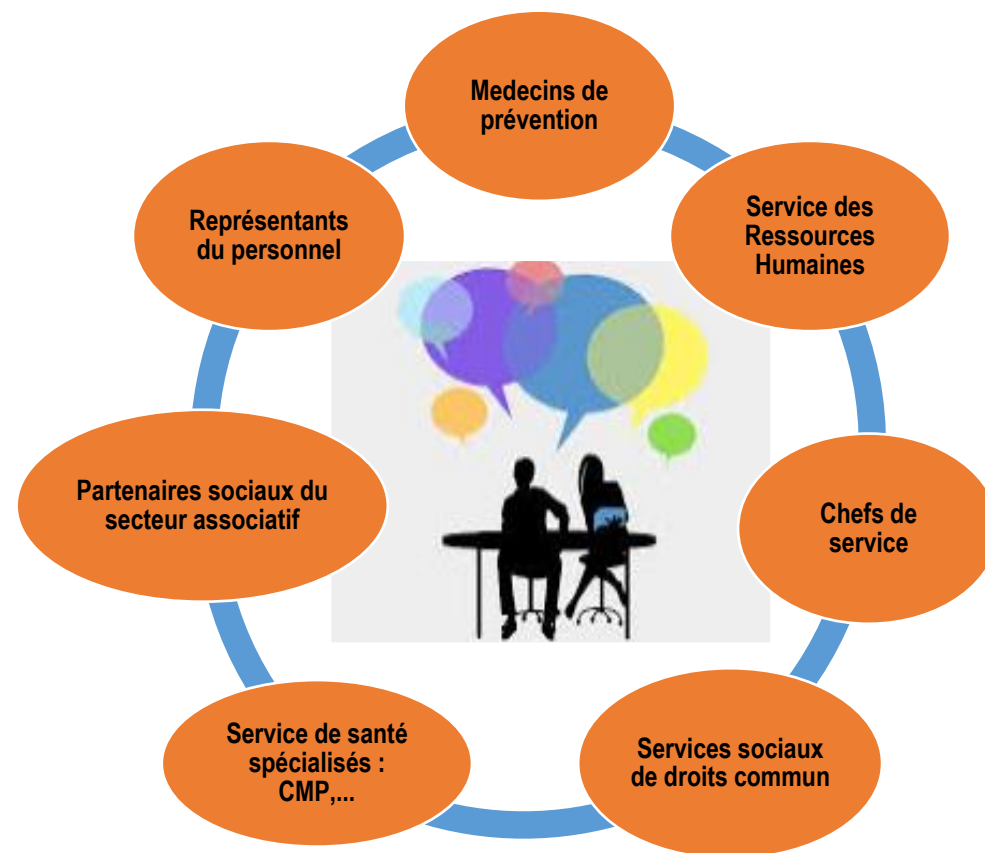 Medecins de
prévention
Service des
Ressources
Humaines
Chefs de
service
Services sociaux
de droits commun
Service de santé
spécialisés :
CMP,...
Partenaires sociaux du
secteur associatif
Représentants
du personnel